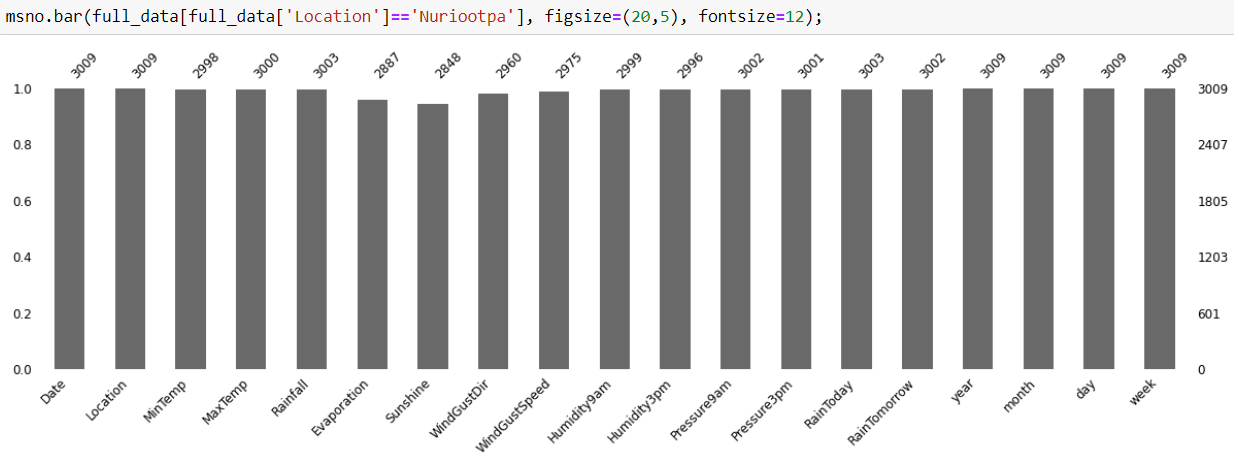 msno.bar(full_data[full_data['Location']=='Nuriootpa'], figsize=(20,5), fontsize=12);
3009 3009 2998 3000 3003 2887 2848 2960 2975 2999 2996 3002 3001 3003 3002 3009 3009 3009 3009
1.0 3009
0.8 2407
0.6 1805
0.4 1203
0.2 601
0.0 0
Date Location MinTemp MaxTemp Rainfall Evaporation Sunshine WindGustDir WindGustSpeed Humidity9am Humidity3pm Pressure9am Pressure3pm RainToday RainTomorrow year month day week